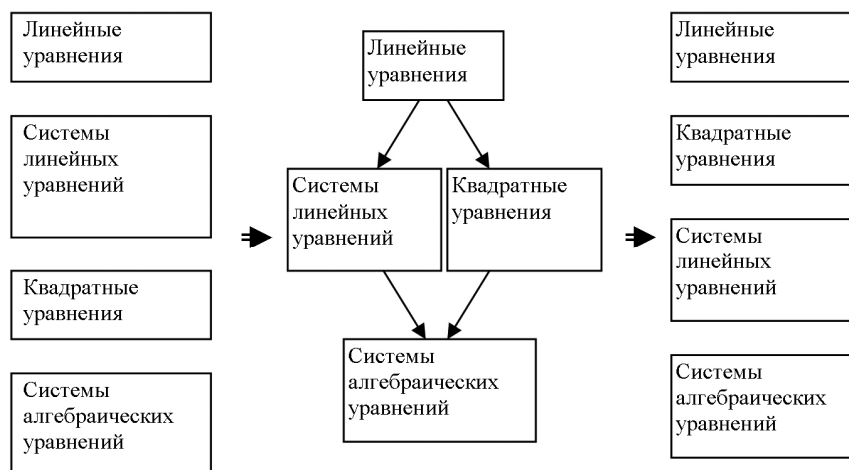 Линейные
уравнения
Системы
линейных
уравнений
Квадратные
уравнения
Системы
алгебраических
уравнений
Линейные
уравнения
Системы
линейных
уравнений
Квадратные
уравнения
Системы
алгебраических
уравнений
Линейные
уравнения
Квадратные
уравнения
Системы
линейных
уравнений
Системы
алгебраических
уравнений